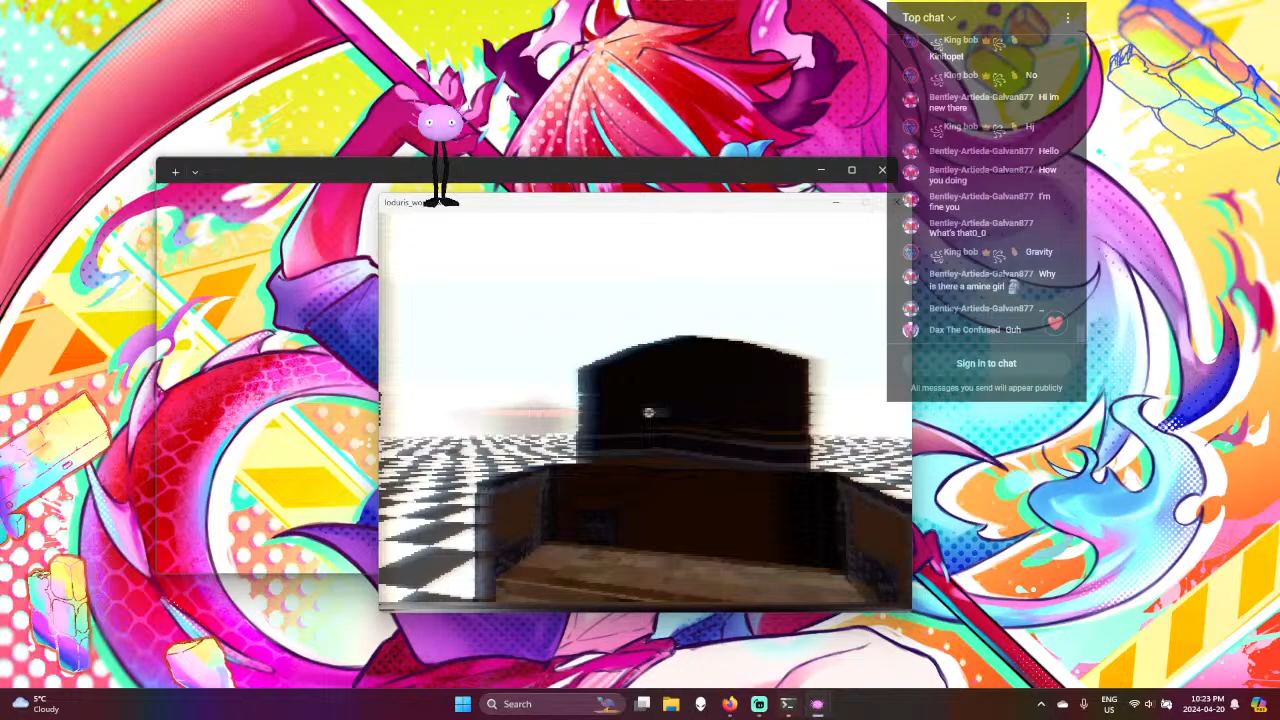 Top chat
King bob
Kinitopet
King bob No
Bentley-Artieda-Galvan877 Hi im
new there
King bob Hj
Bentley-Artieda-Galvan877 Hello
Bentley-Artieda-Galvan877 How
you doing
Bentley-Artieda-Galvan877 I'm
fine you
Bentley-Artieda-Galvan877
What's that0_0
King bob Gravity
Bentley-Artieda-Galvan877 Why
is there a amine girl
Bentley-Artieda-Galvan877 ..
Dax The Confused Guh
Sign in to chat
All messages you send will appear publicly
5°C
Cloudy
Search
ENG
US
10:23 PM
2024-04-20